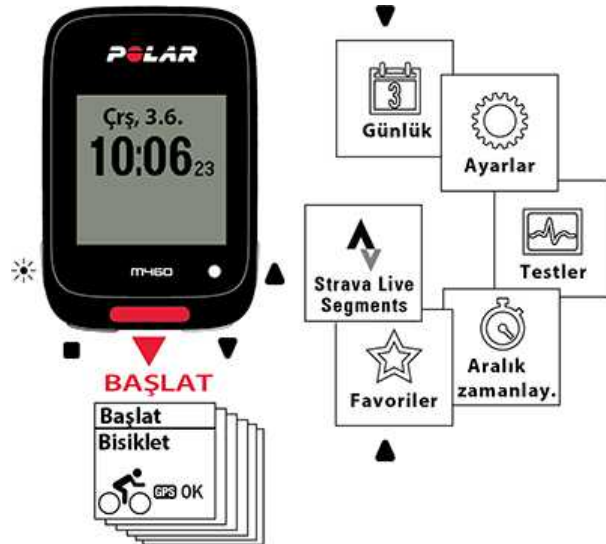 POLAR
Çrş, 3.6.
10:06 23
M460
BAŞLAT
Başlat
Bisiklet
GPS OK
3
Günlük
Ayarlar
Testler
Aralık
zamanlay.
Favoriler
Strava Live
Segments